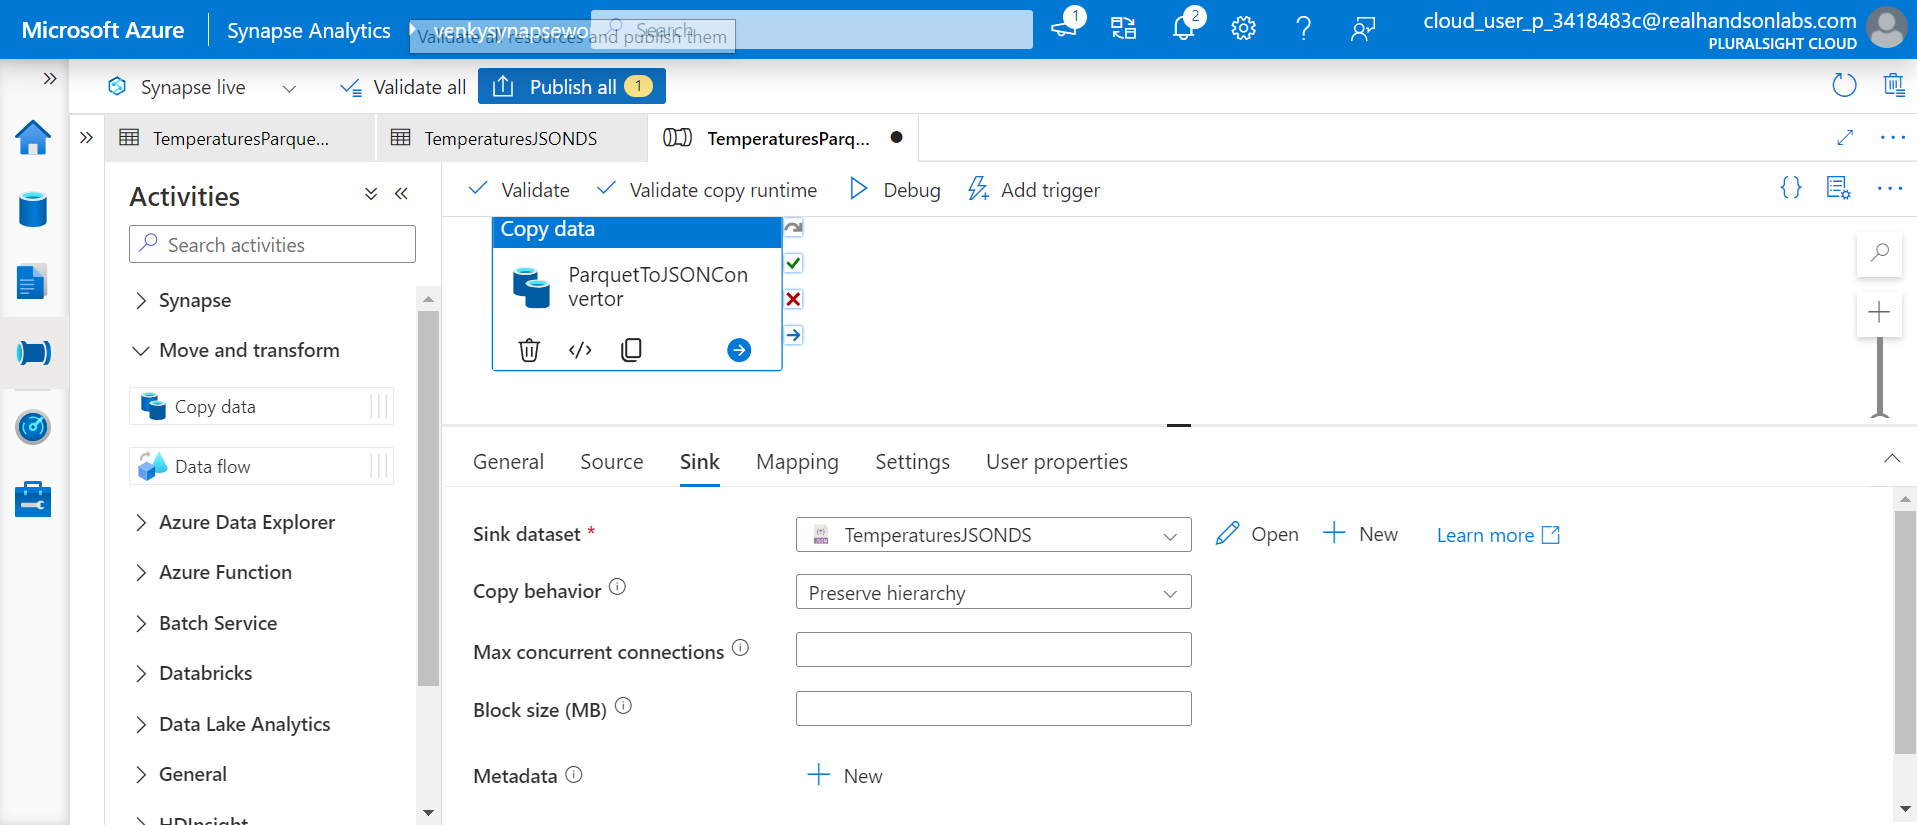 Microsoft Azure
Synapse Analytics
venkysynapsewo
Search
Validate all resources and publish them
1
2
cloud_user_p_3418483c@realhandsonlabs.com
PLURALSIGHT CLOUD
Synapse live
Validate all
Publish all
1
TemperaturesParque...
TemperaturesJSONDS
TemperaturesParq...
Activities
Search activities
Synapse
Move and transform
Copy data
Data flow
Azure Data Explorer
Azure Function
Batch Service
Databricks
Data Lake Analytics
General
HDInsight
Validate
Validate copy runtime
Debug
Add trigger
Copy data
ParquetToJSONCon
vertor
General
Source
Sink
Mapping
Settings
User properties
Sink dataset *
TemperaturesJSONDS
Open
New
Learn more
Copy behavior
Preserve hierarchy
Max concurrent connections
Block size (MB)
Metadata
New